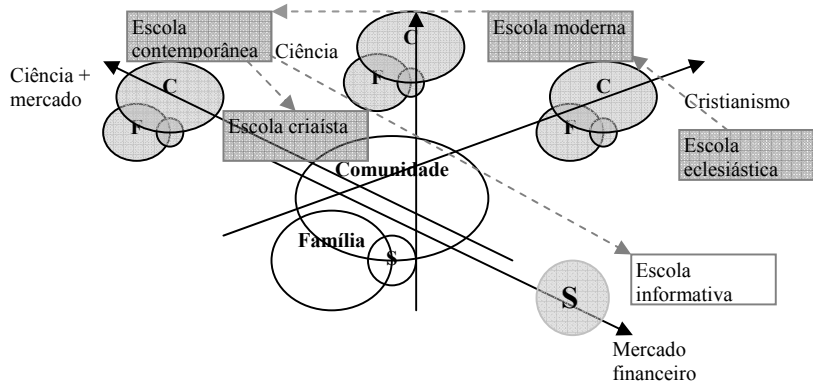 Escola
contemporânea
Ciência
C
F
Escola moderna
Ciência +
mercado
C
F
Escola criaísta
C
F
Cristianismo
Escola
eclesiástica
Comunidade
Família
S
S
Escola
informativa
Mercado
financeiro